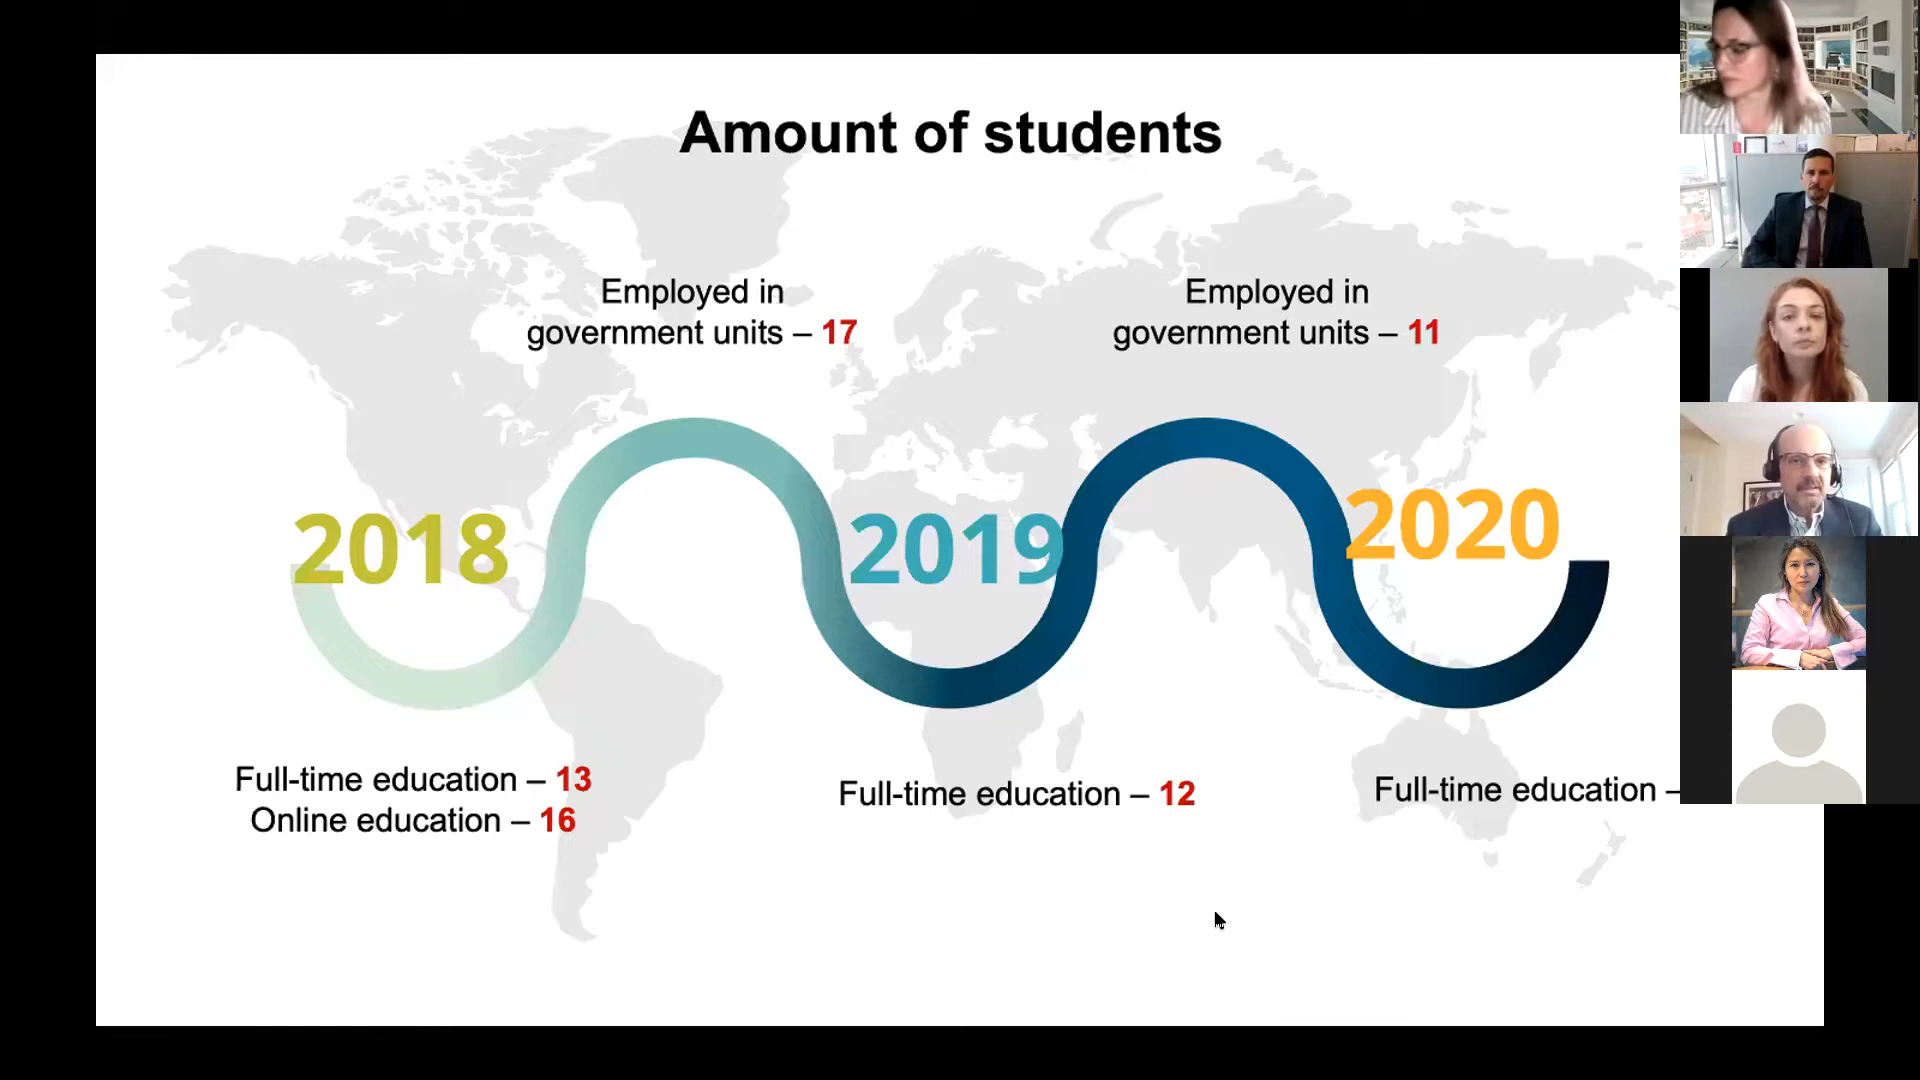 Amount of students
Employed in
government units – 17
Employed in
government units – 11
2018
2019
2020
Full-time education – 13
Online education – 16
Full-time education – 12
Full-time education –